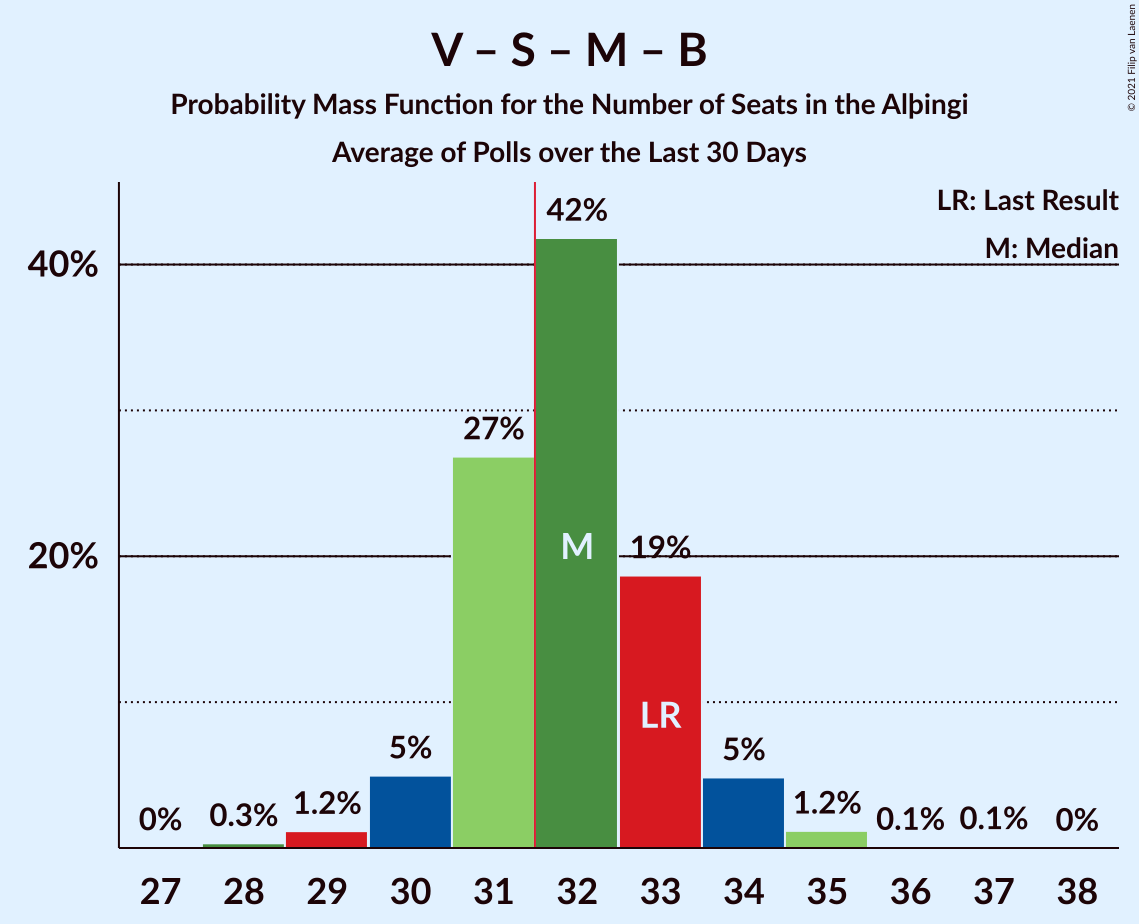 V – S – M – B
Probability Mass Function for the Number of Seats in the Alþingi
Average of Polls over the Last 30 Days
© 2021 Filip van Laenen
LR: Last Result
M: Median
40%
20%
0%
0.3%
1.2%
5%
27%
42%
19%
5%
1.2%
0.1%
0.1%
0%
M
LR
27 28 29 30 31 32 33 34 35 36 37 38